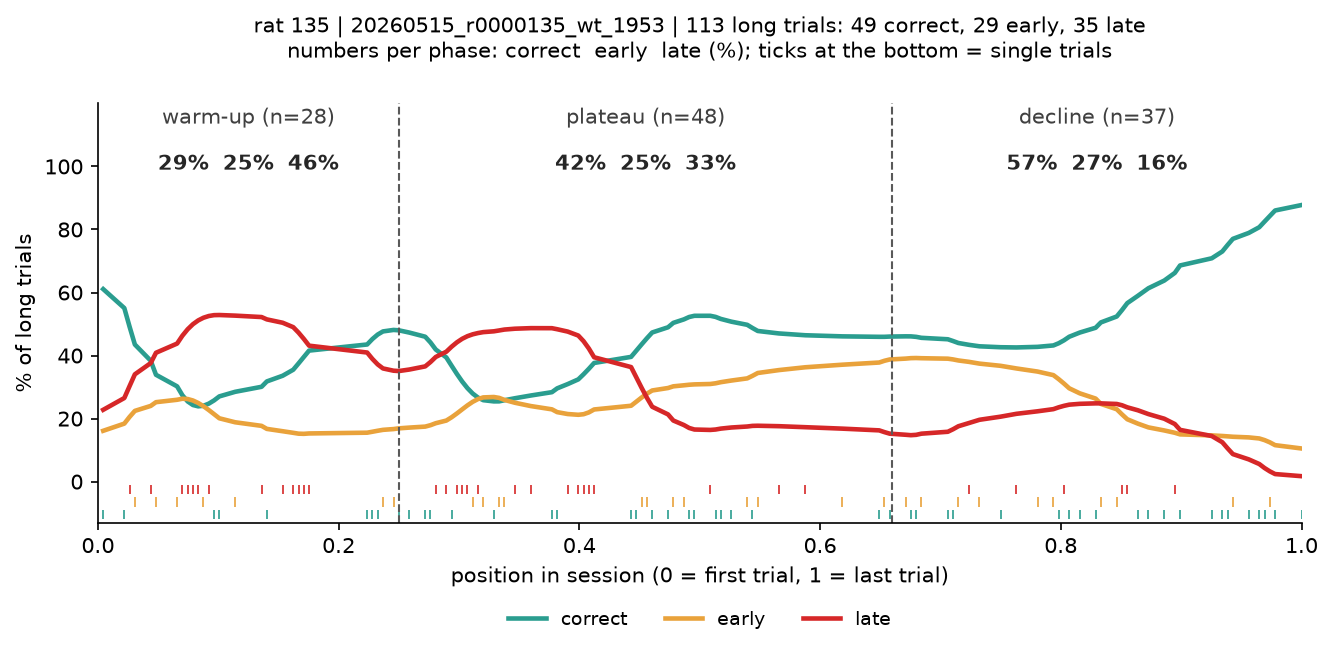 rat 135 | 20260515_r0000135_wt_1953 | 113 long trials: 49 correct, 29 early, 35 late
numbers per phase: correct  early  late (%); ticks at the bottom = single trials
warm-up (n=28)
plateau (n=48)
decline (n=37)
29%  25%  46%
42%  25%  33%
57%  27%  16%
% of long trials
100
80
60
40
20
0
0.0
0.2
0.4
0.6
0.8
1.0
position in session (0 = first trial, 1 = last trial)
correct
early
late